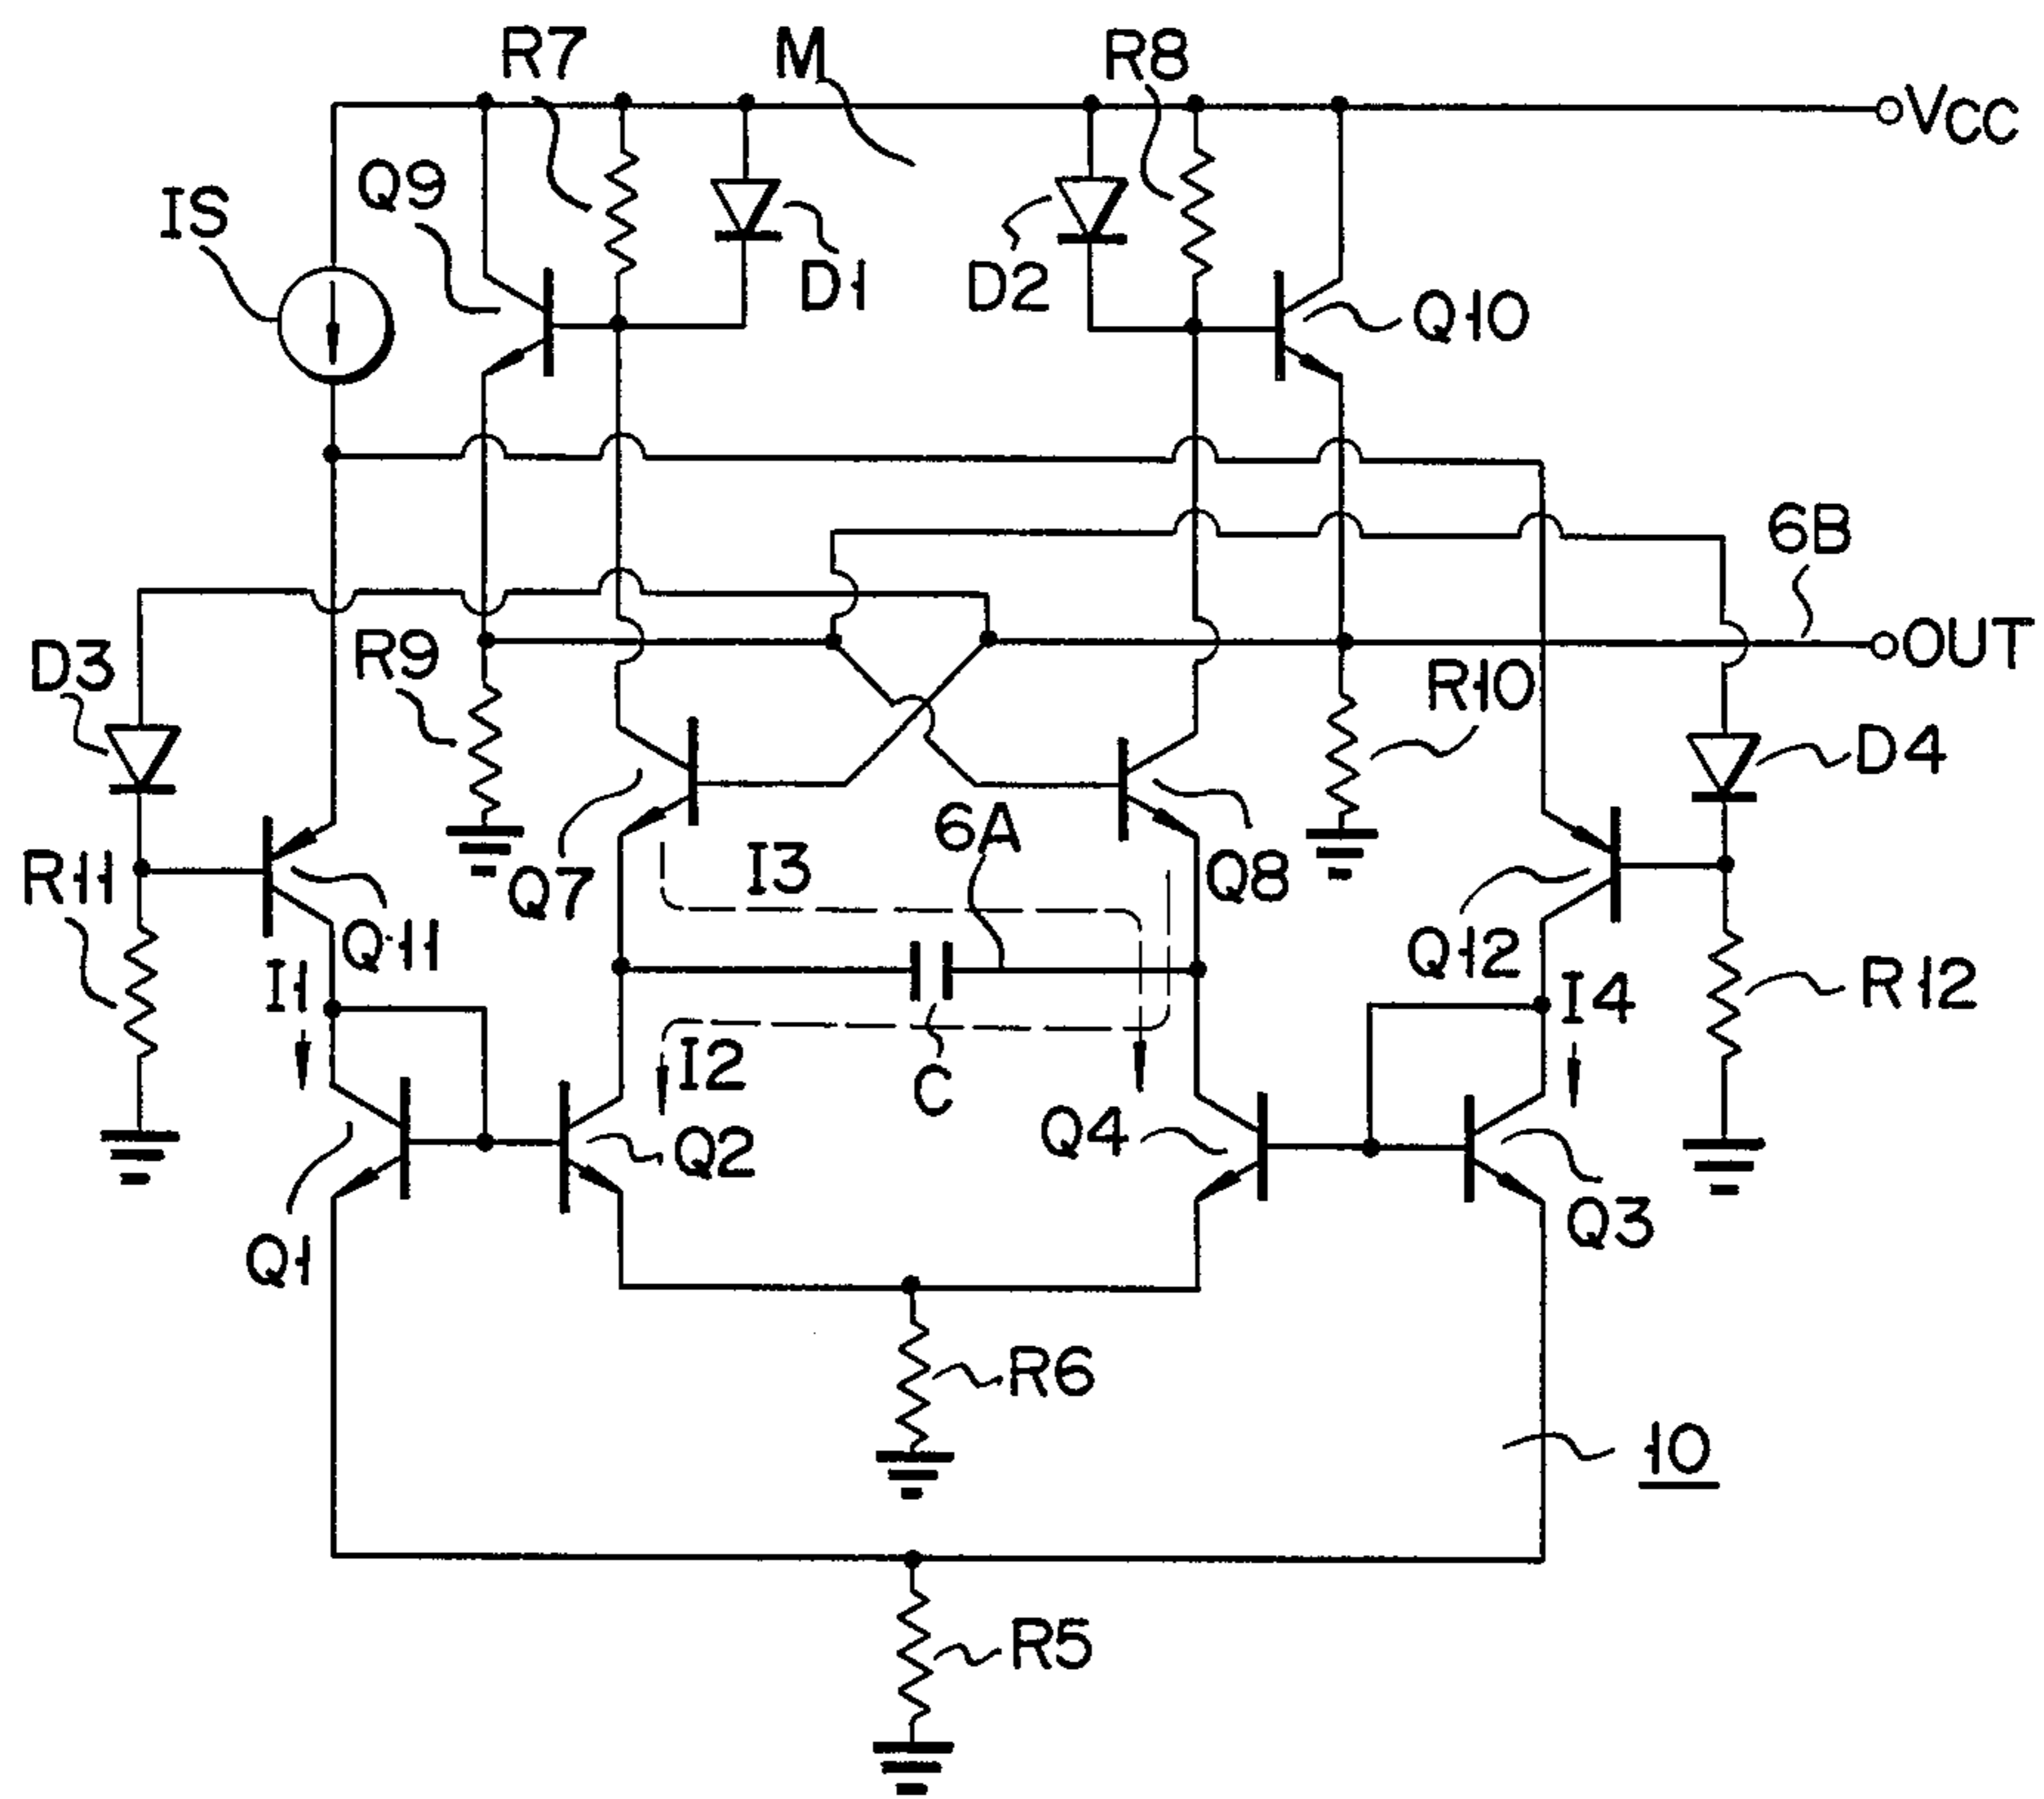 R7
M
R8
VCC
Q9
IS
D1
D2
Q10
6B
OUT
D3
R9
R10
D4
6A
I3
R11
Q7
Q8
Q11
Q12
I1
I4
R12
I2
C
Q4
Q2
Q3
Q1
R6
10
R5